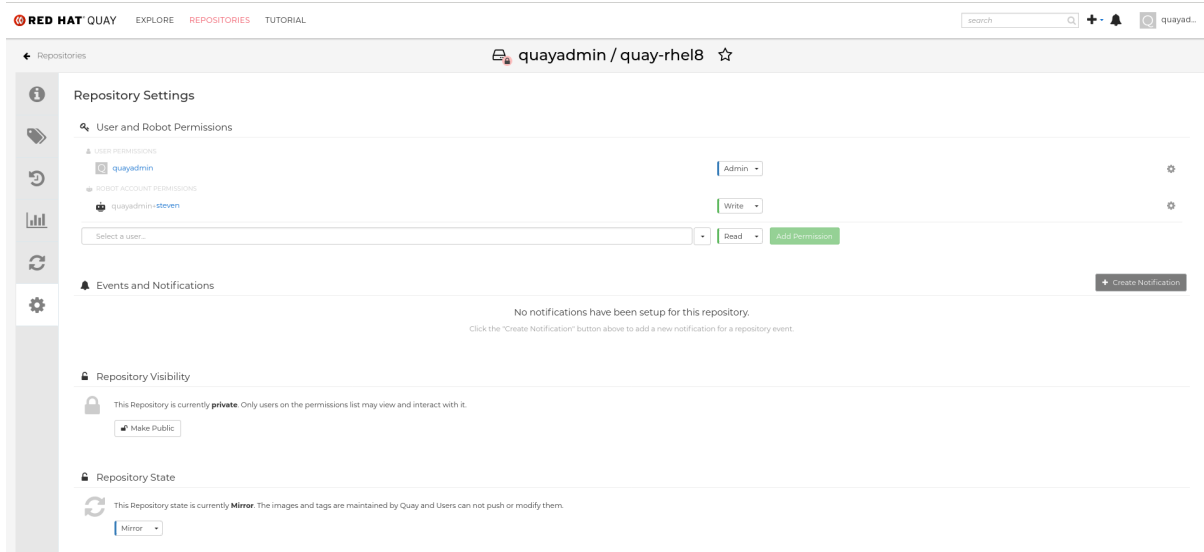 RED HAT QUAY EXPLORE REPOSITORIES TUTORIAL search quayad...
Repositories
quayadmin / quay-rhel8
Repository Settings
User and Robot Permissions
USER PERMISSIONS
quayadmin Admin
ROBOT ACCOUNT PERMISSIONS
quayadmin+steven Write
Select a user... Read Add Permission
Events and Notifications + Create Notification
No notifications have been setup for this repository.
Click the "Create Notification" button above to add a new notification for a repository event.
Repository Visibility
This Repository is currently private. Only users on the permissions list may view and interact with it.
Make Public
Repository State
This Repository state is currently Mirror. The images and tags are maintained by Quay and Users can not push or modify them.
Mirror